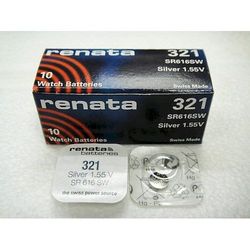 renata 321
SR616SW
10 Silver 1.55V
Watch Batteries
Swiss Made
renata 321
SR616SW
10 Silver 1.55V
Watch Batteries Swiss Made
renata
batteries
321
Silver 1.55 V
SR 616 SW
the swiss power source